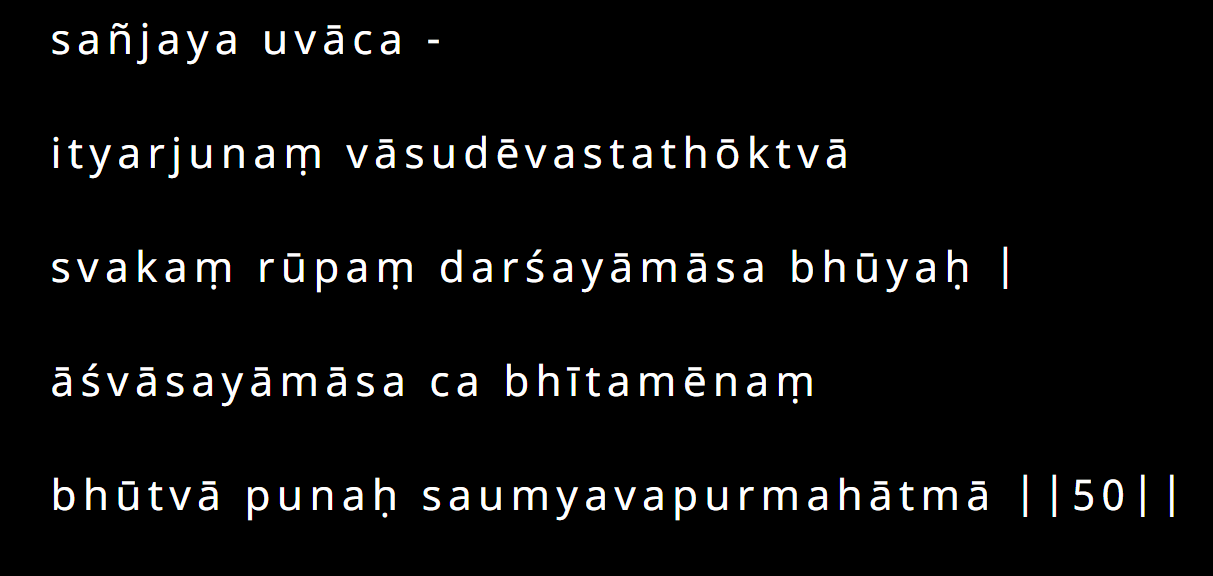 sañjaya uvāca -
ityarjunaṃ vāsudēvastathōktvā
svakaṃ rūpaṃ darśayāmāsa bhūyaḥ |
āśvāsayāmāsa ca bhītamēnaṃ
bhūtvā punaḥ saumyavapurmahātmā ||50||